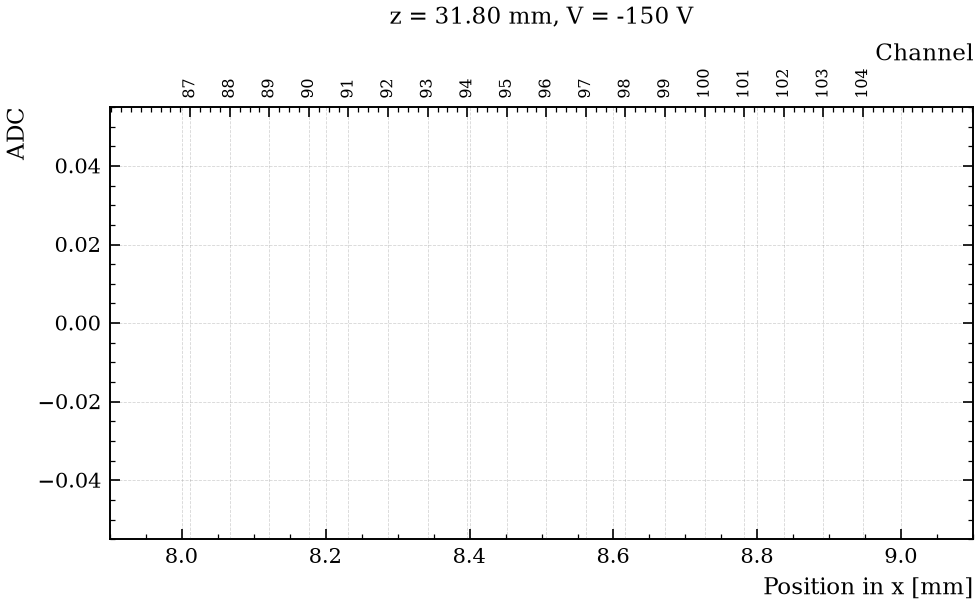 z = 31.80 mm, V = -150 V
Channel
87 88 89 90 91 92 93 94 95 96 97 98 99 100 101 102 103 104
ADC
0.04
0.02
0.00
−0.02
−0.04
8.0 8.2 8.4 8.6 8.8 9.0
Position in x [mm]